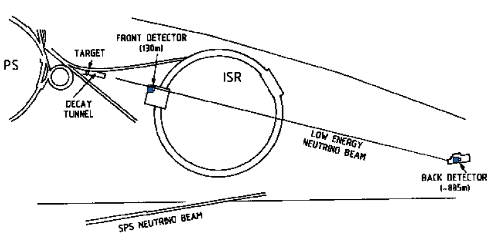 FRONT DETECTOR
(130m)
TARGET
PS
ISR
DECAY
TUNNEL
LOW ENERGY
NEUTRINO BEAM
BACK DETECTOR
(~885m)
SPS NEUTRINO BEAM